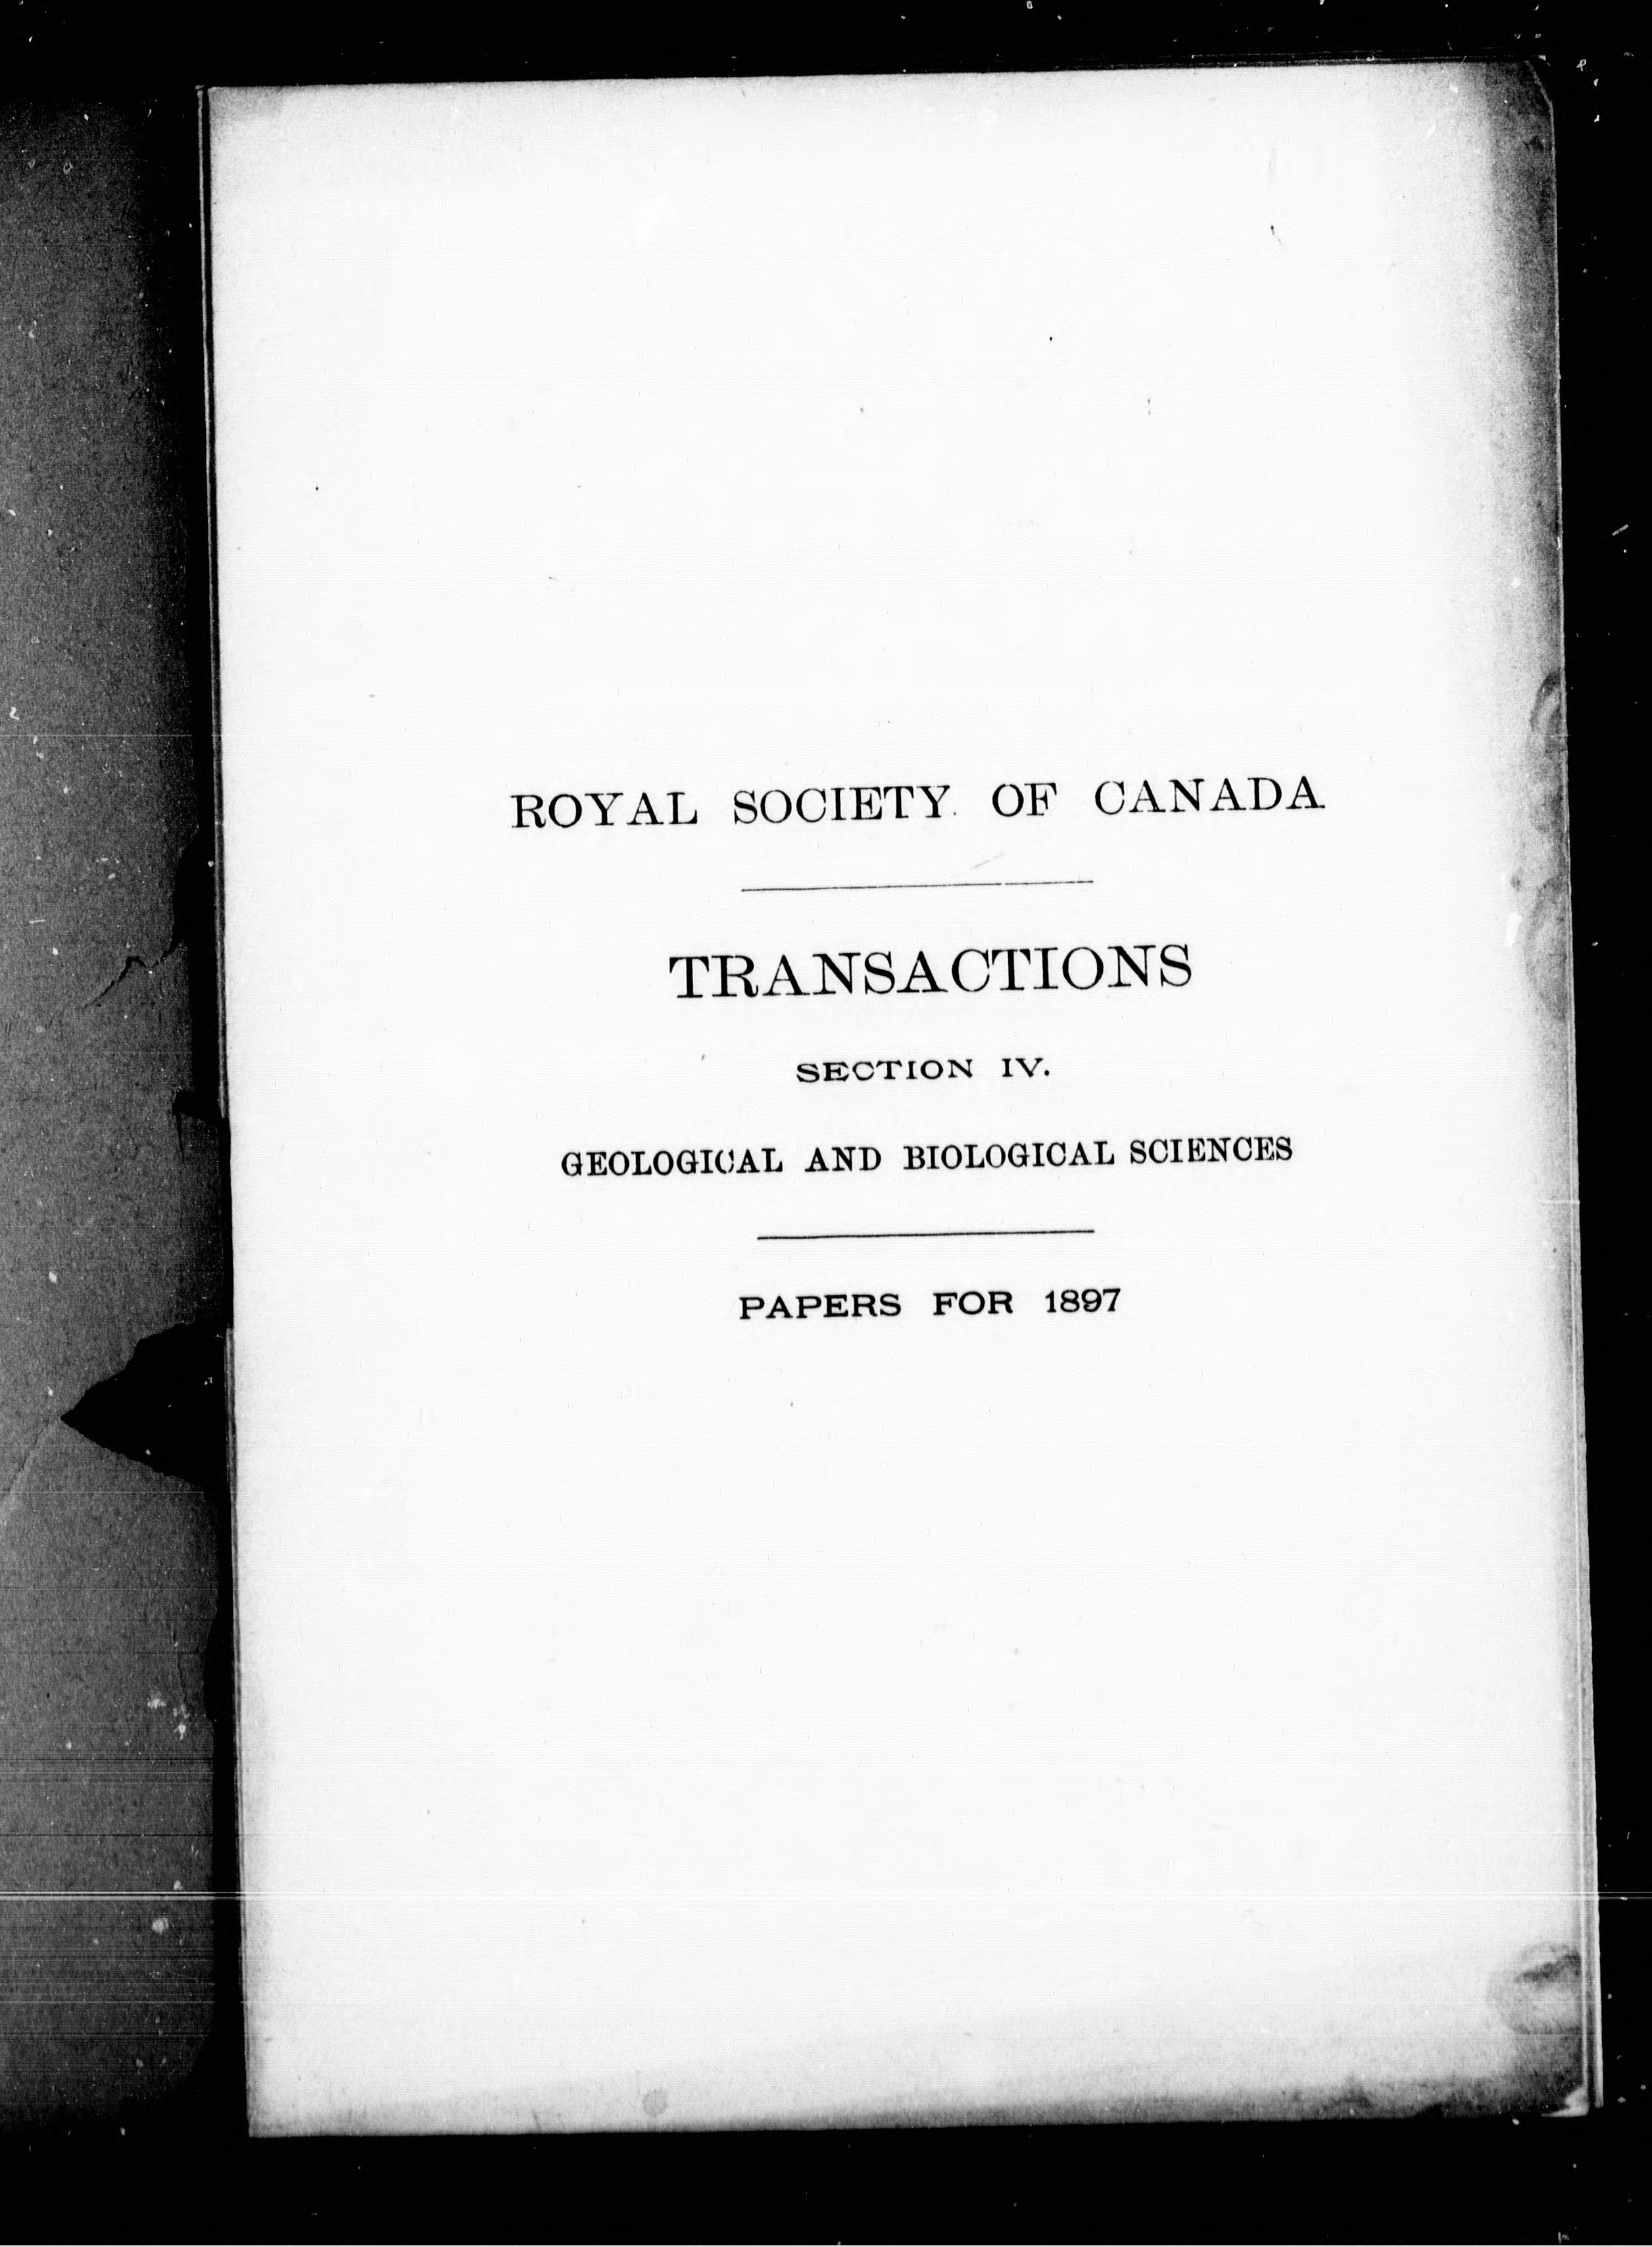 ROYAL SOCIETY OF CANADA
TRANSACTIONS
SECTION IV.
GEOLOGICAL AND BIOLOGICAL SCIENCES
PAPERS FOR 1897